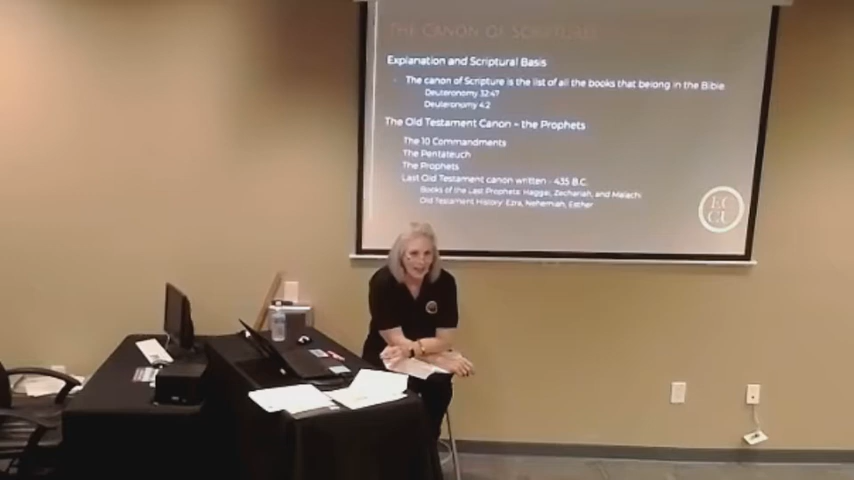 THE CANON OF SCRIPTURE
Explanation and Scriptural Basis
The canon of Scripture is the list of all the books that belong in the Bible
Deuteronomy 32:47
Deuteronomy 4:2
The Old Testament Canon – the Prophets
The 10 Commandments
The Pentateuch
The Prophets
Last Old Testament canon written - 435 B.C.
Books of the Last Prophets: Haggai, Zechariah, and Malachi
Old Testament History: Ezra, Nehemiah, Esther
EC
CU